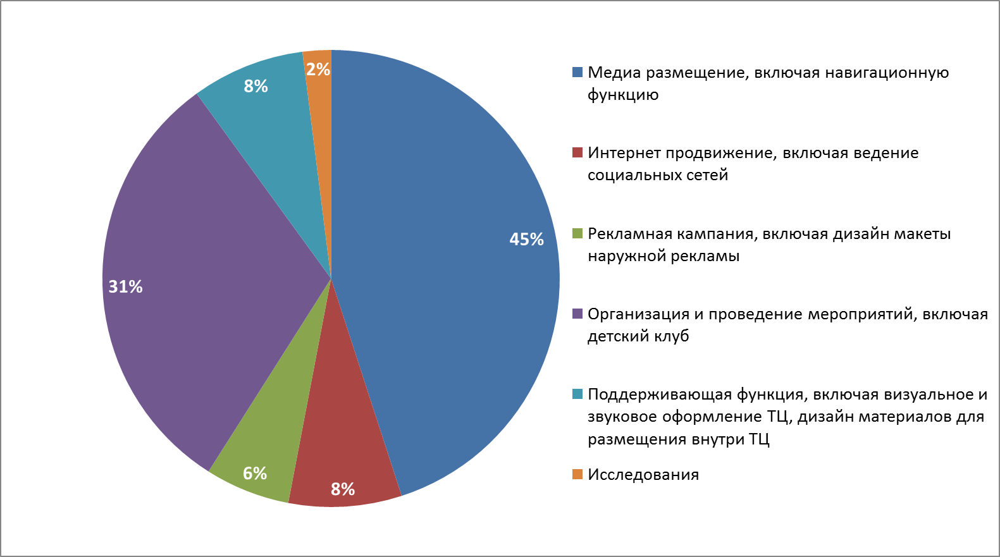 2%
8%
45%
31%
6%
8%
Медиа размещение, включая навигационную
функцию
Интернет продвижение, включая ведение
социальных сетей
Рекламная кампания, включая дизайн макеты
наружной рекламы
Организация и проведение мероприятий, включая
детский клуб
Поддерживающая функция, включая визуальное и
звуковое оформление ТЦ, дизайн материалов для
размещения внутри ТЦ
Исследования